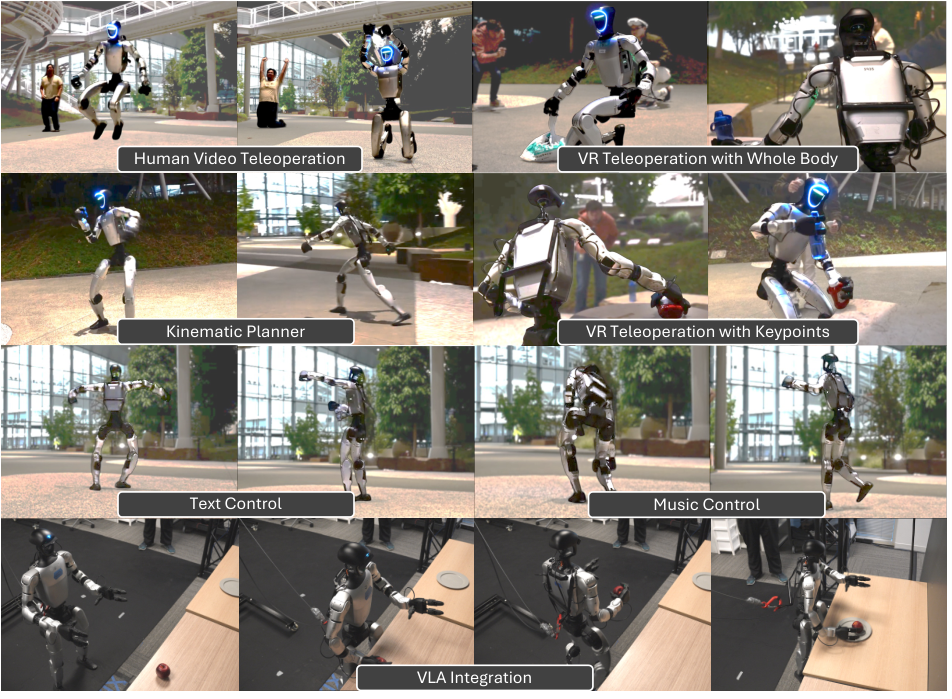 Human Video Teleoperation
VR Teleoperation with Whole Body
Kinematic Planner
VR Teleoperation with Keypoints
Text Control
Music Control
VLA Integration